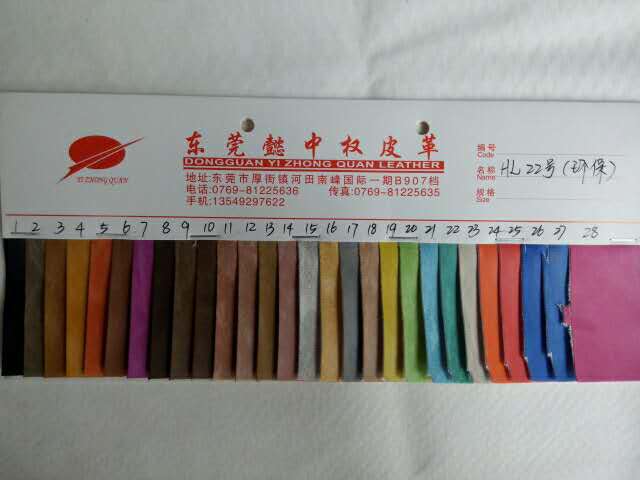 东莞懿中权皮革
DONGGUAN YI ZHONG QUAN LEATHER
地址:东莞市厚街镇河田南峰国际一期B907档
电话:0769-81225636 传真:0769-81225635
手机:13549297622
YI ZHONG QUAN
编号
Code
名称 HL22号(环保)
Name
规格
Size
1 2 3 4 5 6 7 8 9 10 11 12 13 14 15 16 17 18 19 20 21 22 23 24 25 26 27 28